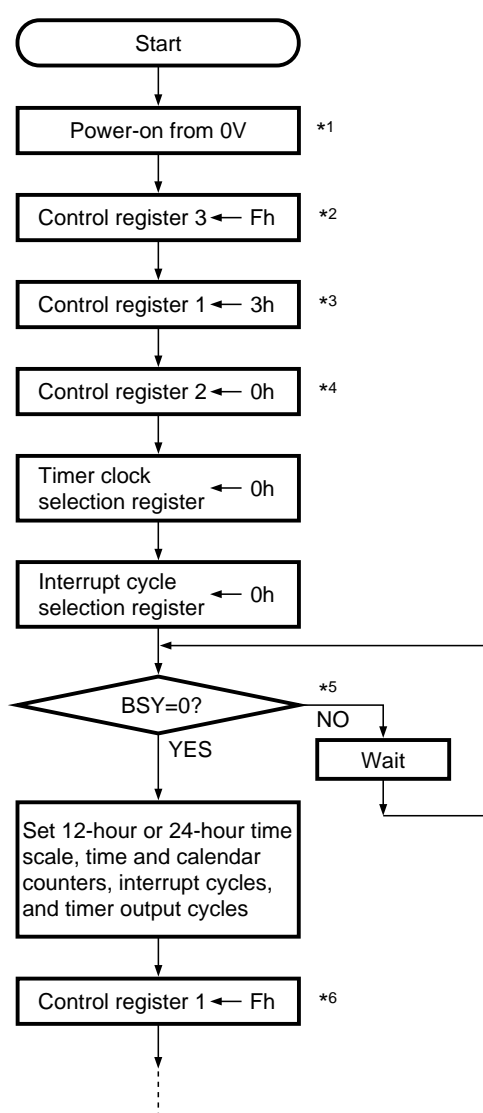 Start
Power-on from 0V *1
Control register 3 ← Fh *2
Control register 1 ← 3h *3
Control register 2 ← 0h *4
Timer clock
selection register ← 0h
Interrupt cycle
selection register ← 0h
BSY=0? *5
NO
YES
Wait
Set 12-hour or 24-hour time
scale, time and calendar
counters, interrupt cycles,
and timer output cycles
Control register 1 ← Fh *6